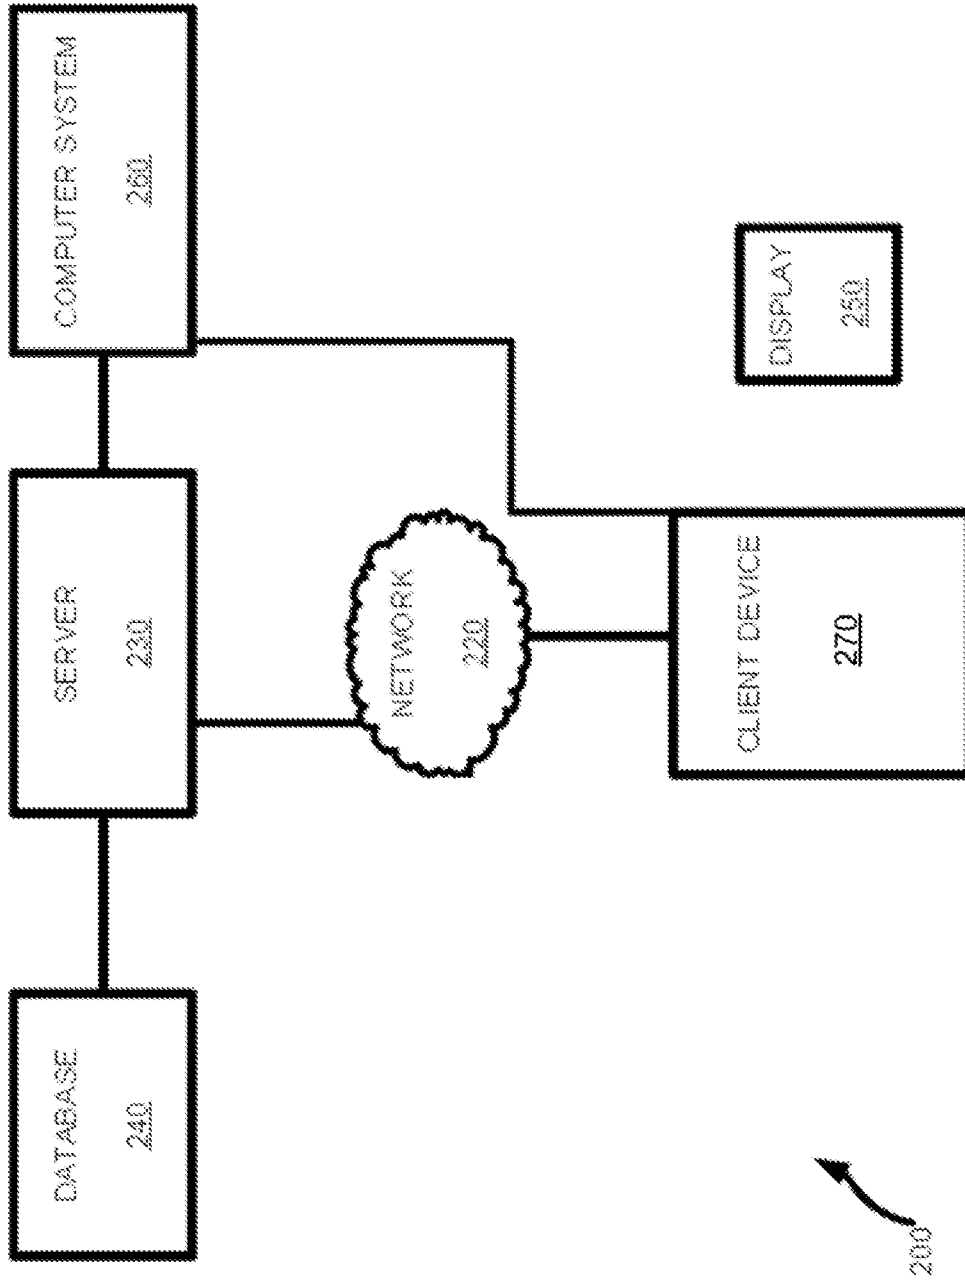 DATABASE
240
SERVER
230
COMPUTER SYSTEM
260
NETWORK
220
CLIENT DEVICE
270
DISPLAY
250
200